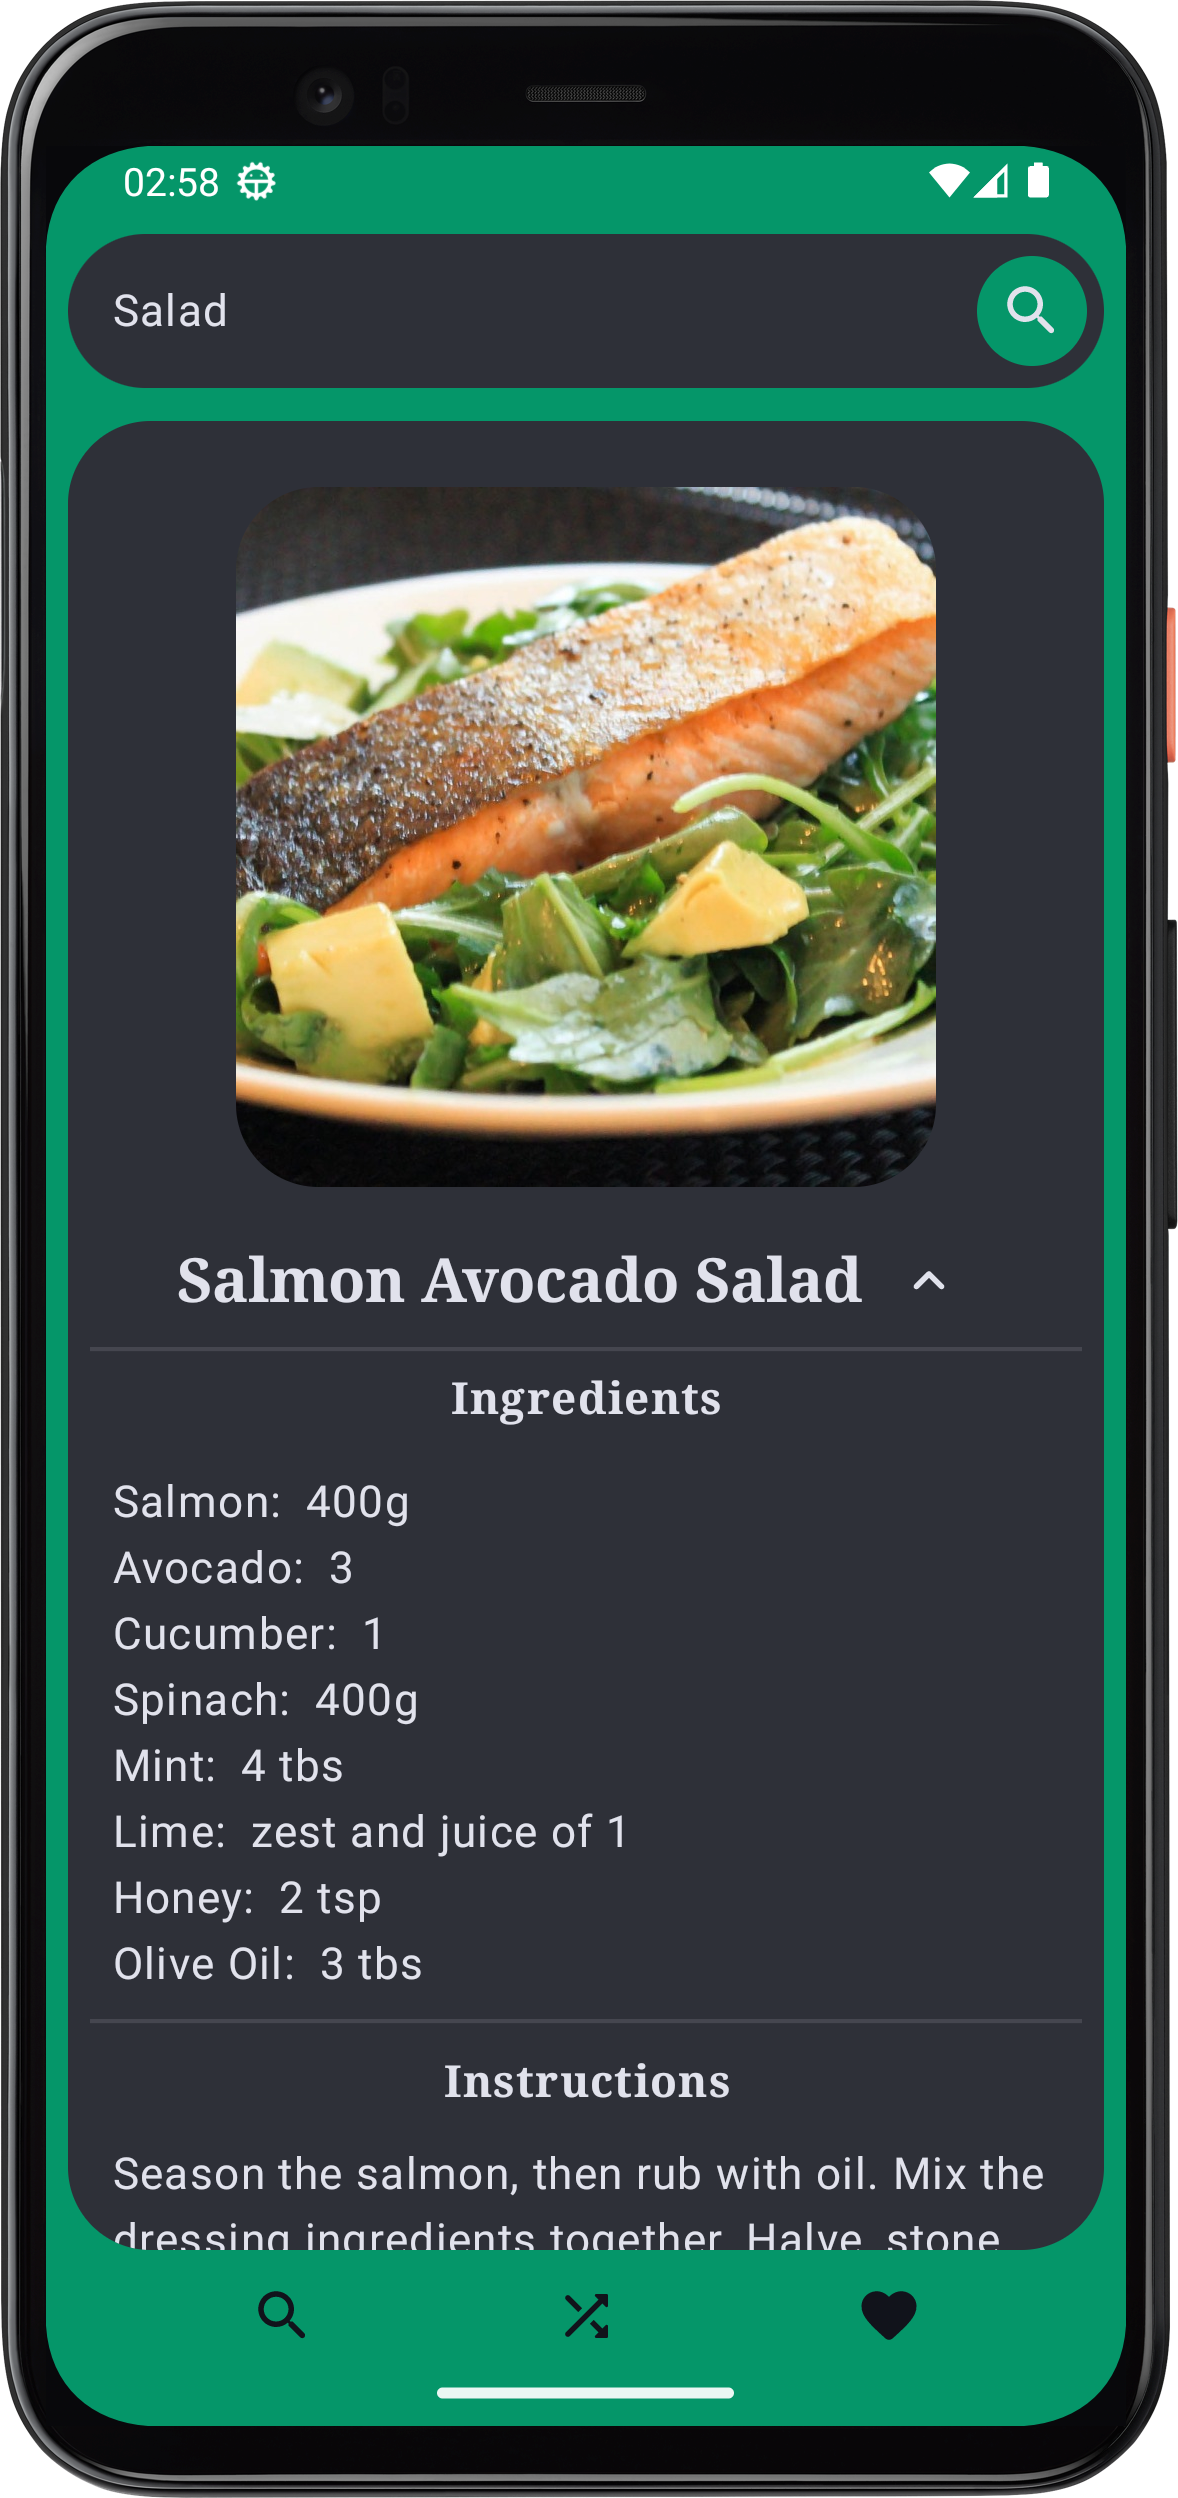 02:58
Salad
Salmon Avocado Salad
Ingredients
Salmon: 400g
Avocado: 3
Cucumber: 1
Spinach: 400g
Mint: 4 tbs
Lime: zest and juice of 1
Honey: 2 tsp
Olive Oil: 3 tbs
Instructions
Season the salmon, then rub with oil. Mix the
dressing ingredients together. Halve, stone